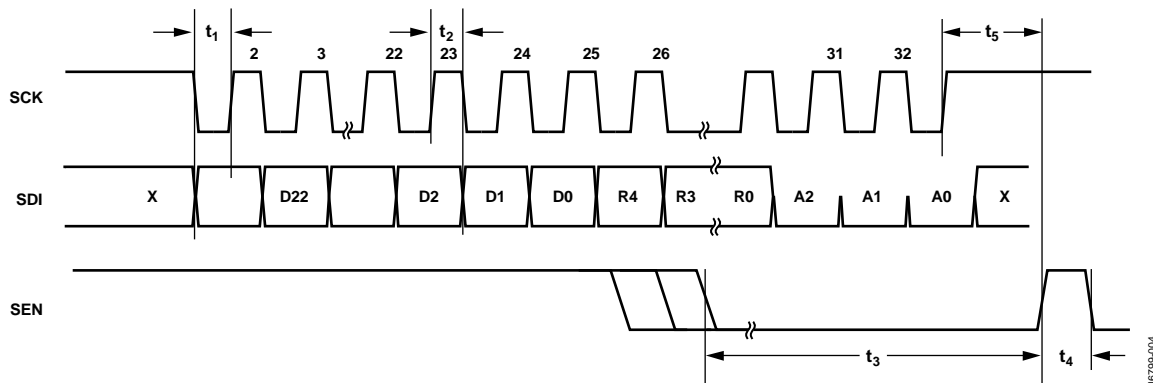 t1 t2 t5
2 3 22 23 24 25 26 31 32
SCK
SDI X D22 D2 D1 D0 R4 R3 R0 A2 A1 A0 X
SEN
t3 t4